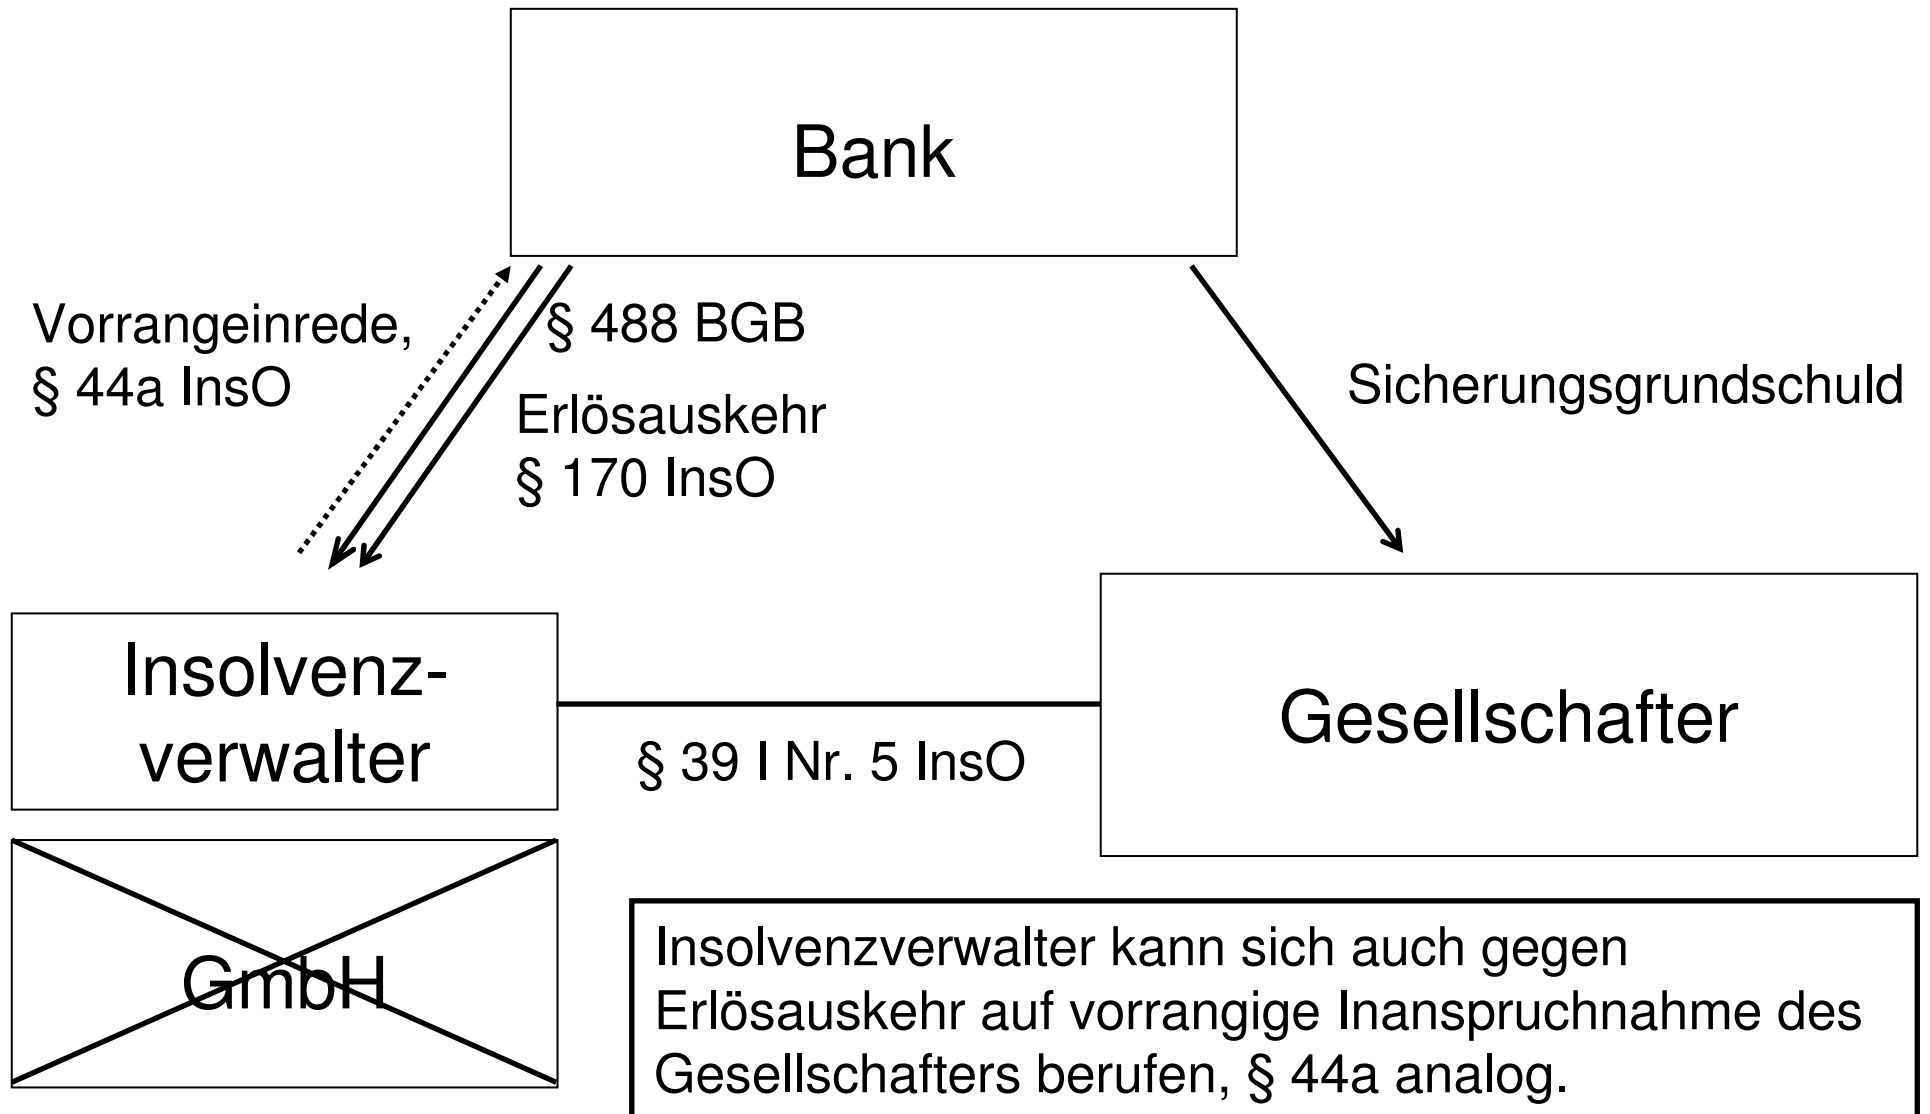 Bank
Vorrangeinrede,
§ 44a InsO
§ 488 BGB
Erlösauskehr
§ 170 InsO
Sicherungsgrundschuld
Insolvenz-
verwalter
§ 39 I Nr. 5 InsO
Gesellschafter
GmbH
Insolvenzverwalter kann sich auch gegen
Erlösauskehr auf vorrangige Inanspruchnahme des
Gesellschafters berufen, § 44a analog.